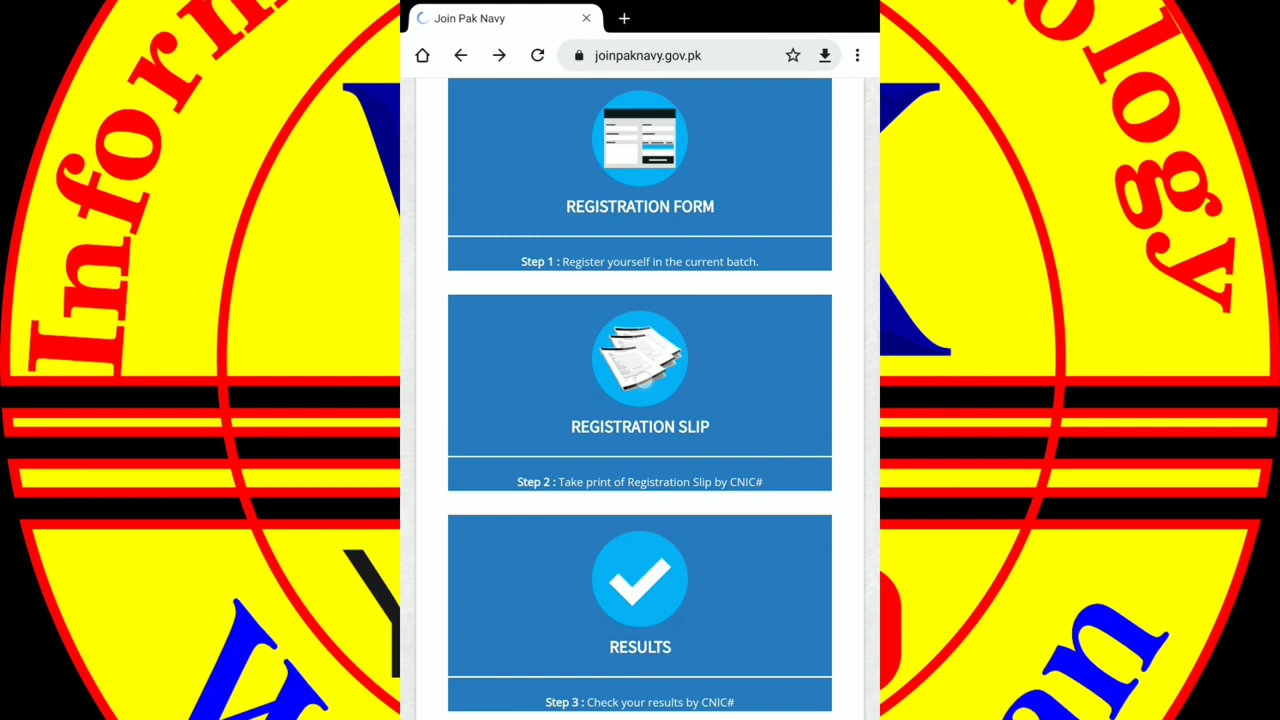 Join Pak Navy
joinpaknavy.gov.pk
REGISTRATION FORM
Step 1 : Register yourself in the current batch.
REGISTRATION SLIP
Step 2 : Take print of Registration Slip by CNIC#
RESULTS
Step 3 : Check your results by CNIC#
Inform
ology